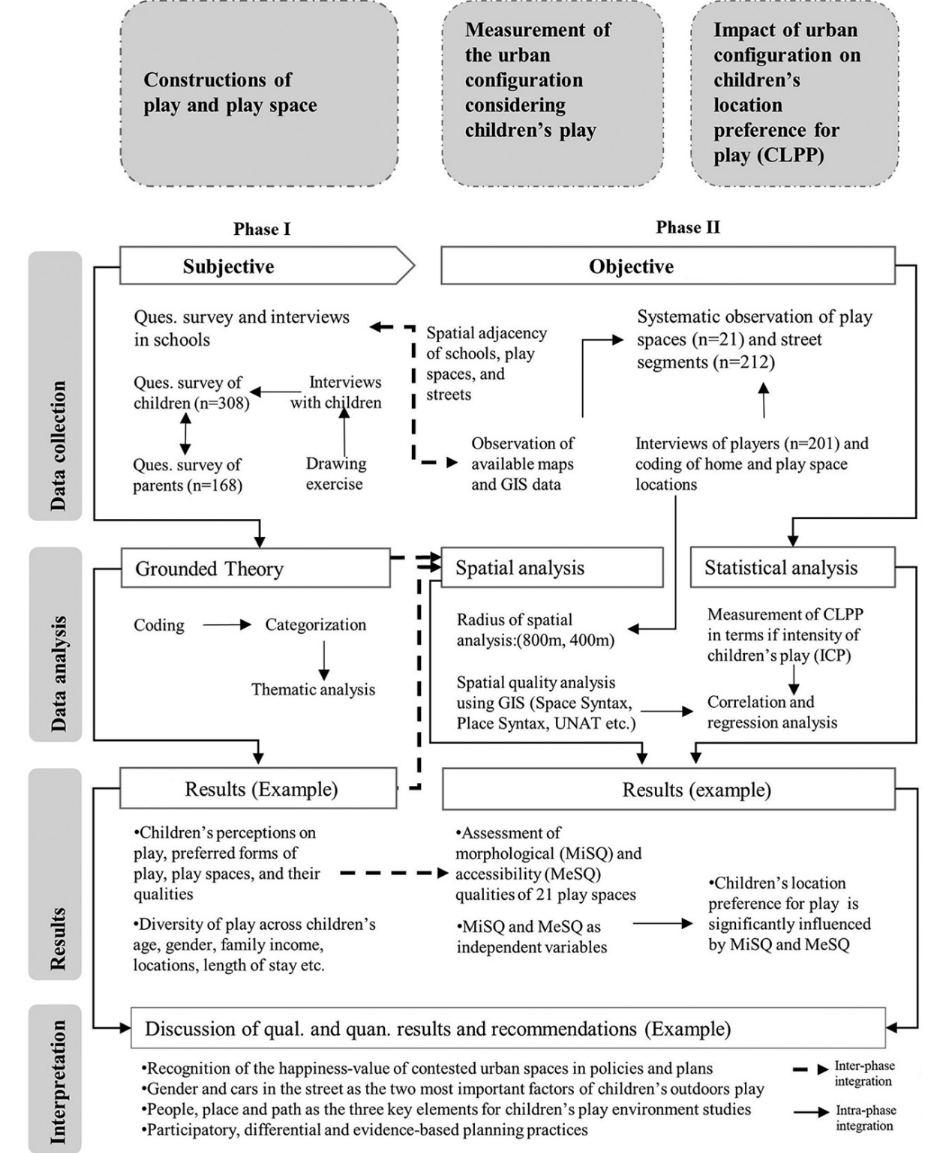 Constructions of
play and play space
Measurement of
the urban
configuration
considering
children's play
Impact of urban
configuration on
children's
location
preference for
play (CLPP)
Phase I
Phase II
Data collection
Subjective
Objective
Ques. survey and interviews
in schools
Ques. survey of
children (n=308)
Interviews
with children
Ques. survey of
parents (n=168)
Drawing
exercise
Spatial adjacency
of schools, play
spaces, and
streets
Observation of
available maps
and GIS data
Systematic observation of play
spaces (n=21) and street
segments (n=212)
Interviews of players (n=201) and
coding of home and play space
locations
Data analysis
Grounded Theory
Spatial analysis
Statistical analysis
Coding
Categorization
Thematic analysis
Radius of spatial
analysis:(800m, 400m)
Spatial quality analysis
using GIS (Space Syntax,
Place Syntax, UNAT etc.)
Measurement of CLPP
in terms if intensity of
children's play (ICP)
Correlation and
regression analysis
Results
Results (Example)
Results (example)
•Children's perceptions on
play, preferred forms of
play, play spaces, and their
qualities
•Diversity of play across children's
age, gender, family income,
locations, length of stay etc.
•Assessment of
morphological (MiSQ) and
accessibility (MeSQ)
qualities of 21 play spaces
•MiSQ and MeSQ as
independent variables
•Children's location
preference for play is
significantly influenced
by MiSQ and MeSQ
Interpretation
Discussion of qual. and quan. results and recommendations (Example)
•Recognition of the happiness-value of contested urban spaces in policies and plans
•Gender and cars in the street as the two most important factors of children's outdoors play
•People, place and path as the three key elements for children's play environment studies
•Participatory, differential and evidence-based planning practices
Inter-phase
integration
Intra-phase
integration